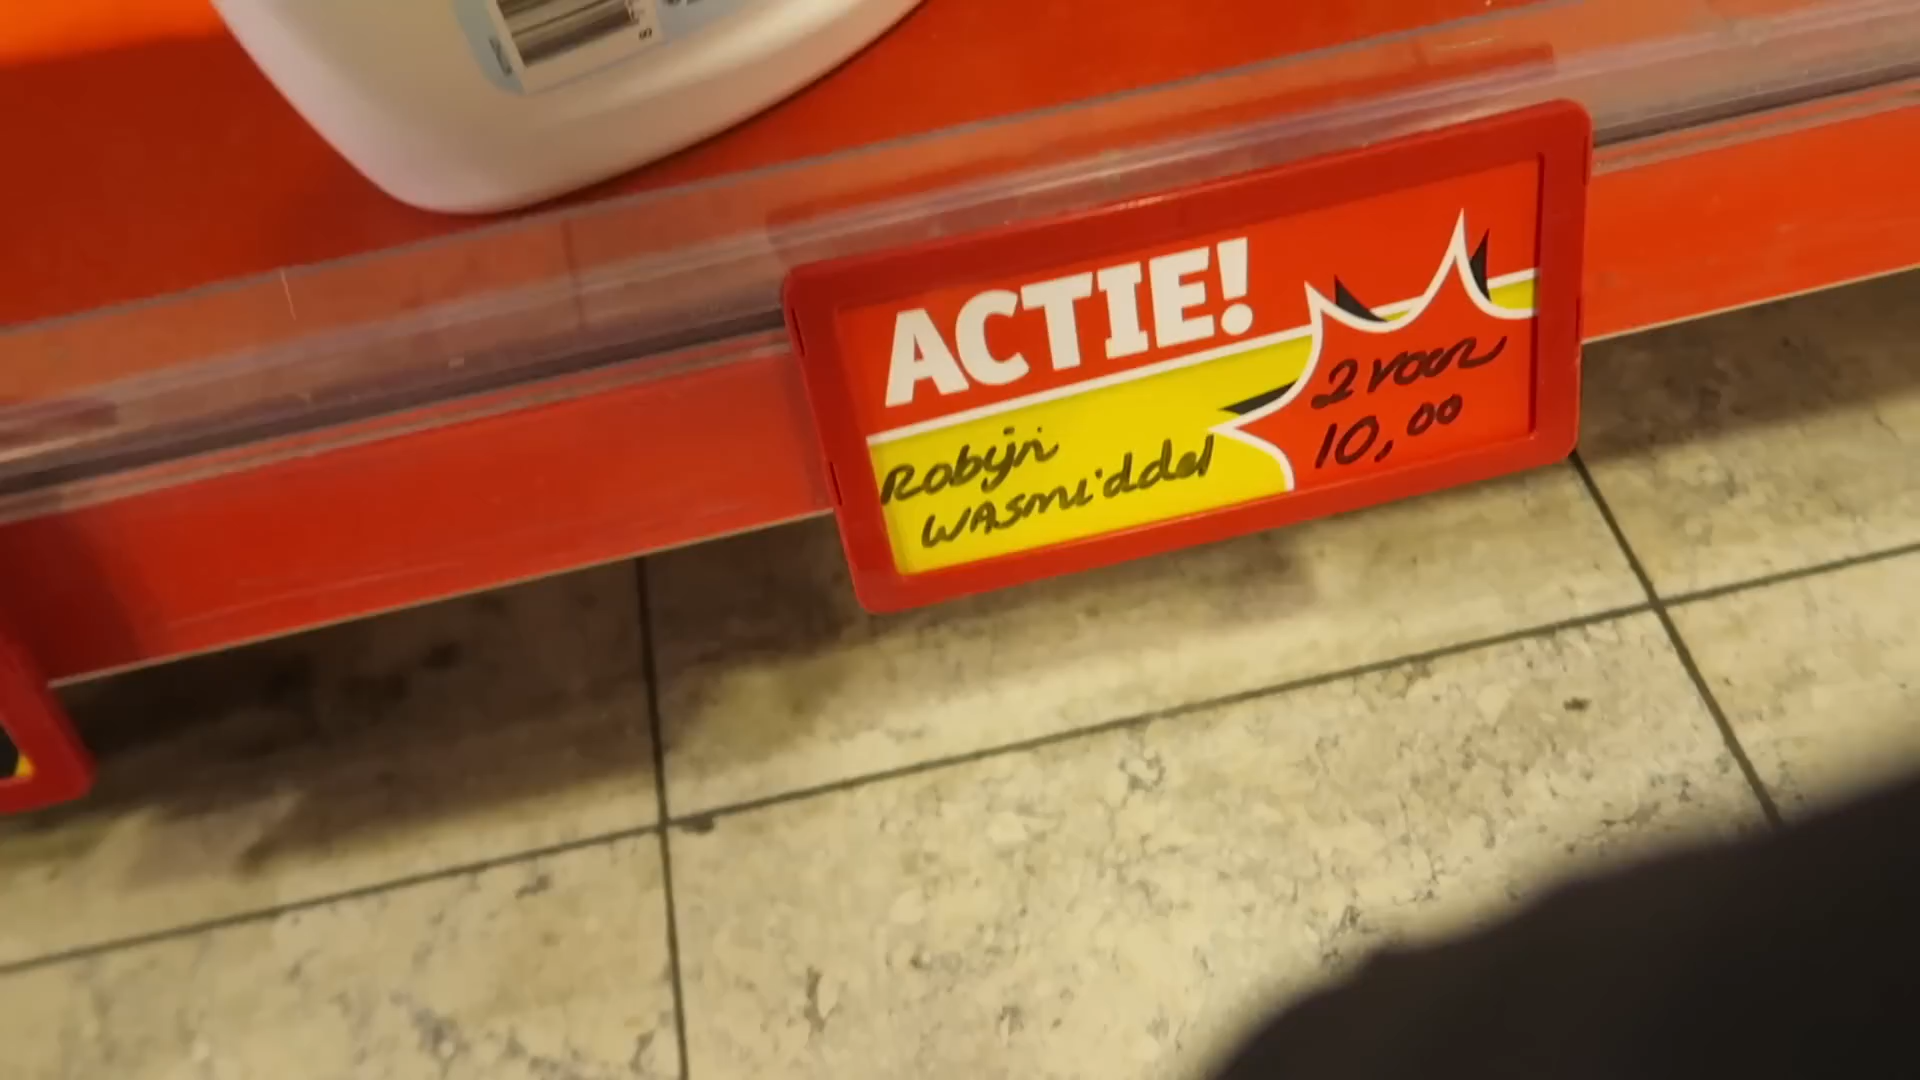 ACTIE!
Robijn
WASmiddel
2 voor
10,00